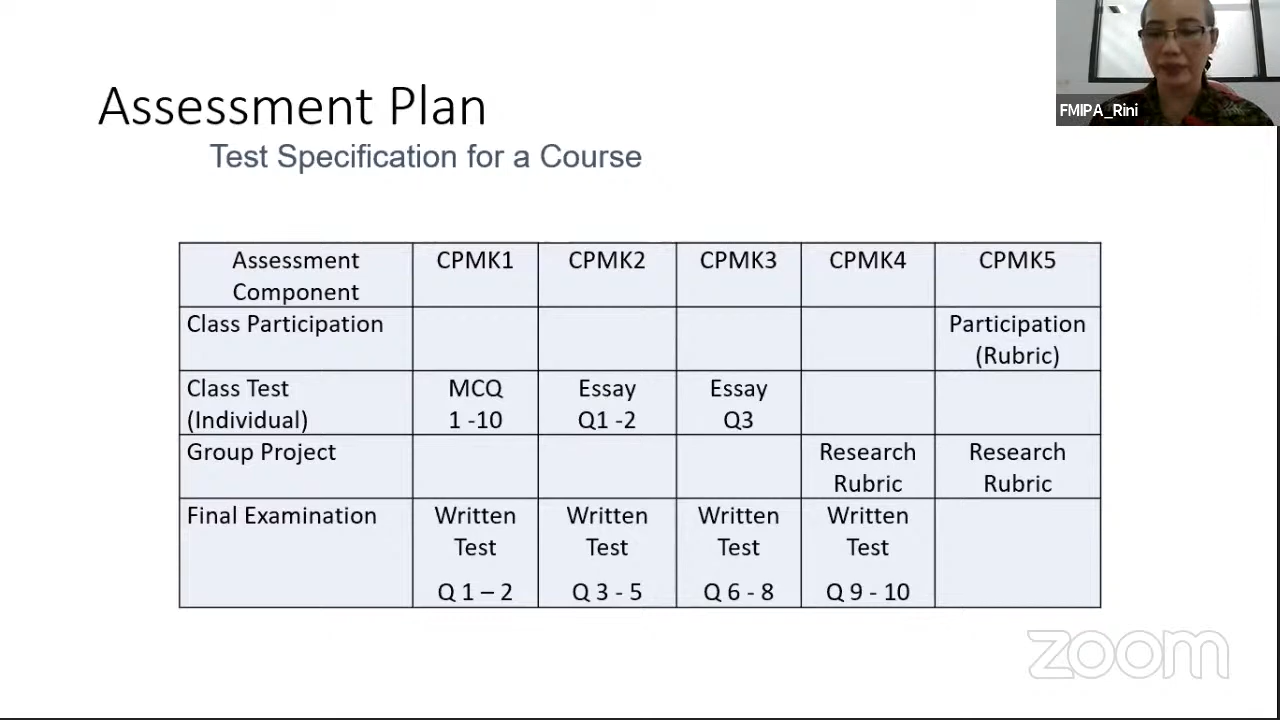 FMIPA_Rini
Assessment Plan
Test Specification for a Course
Assessment Component CPMK1 CPMK2 CPMK3 CPMK4 CPMK5
Class Participation Participation (Rubric)
Class Test (Individual) MCQ 1 -10 Essay Q1 -2 Essay Q3
Group Project Research Rubric Research Rubric
Final Examination Written Test Q 1 – 2 Written Test Q 3 - 5 Written Test Q 6 - 8 Written Test Q 9 - 10
zoom